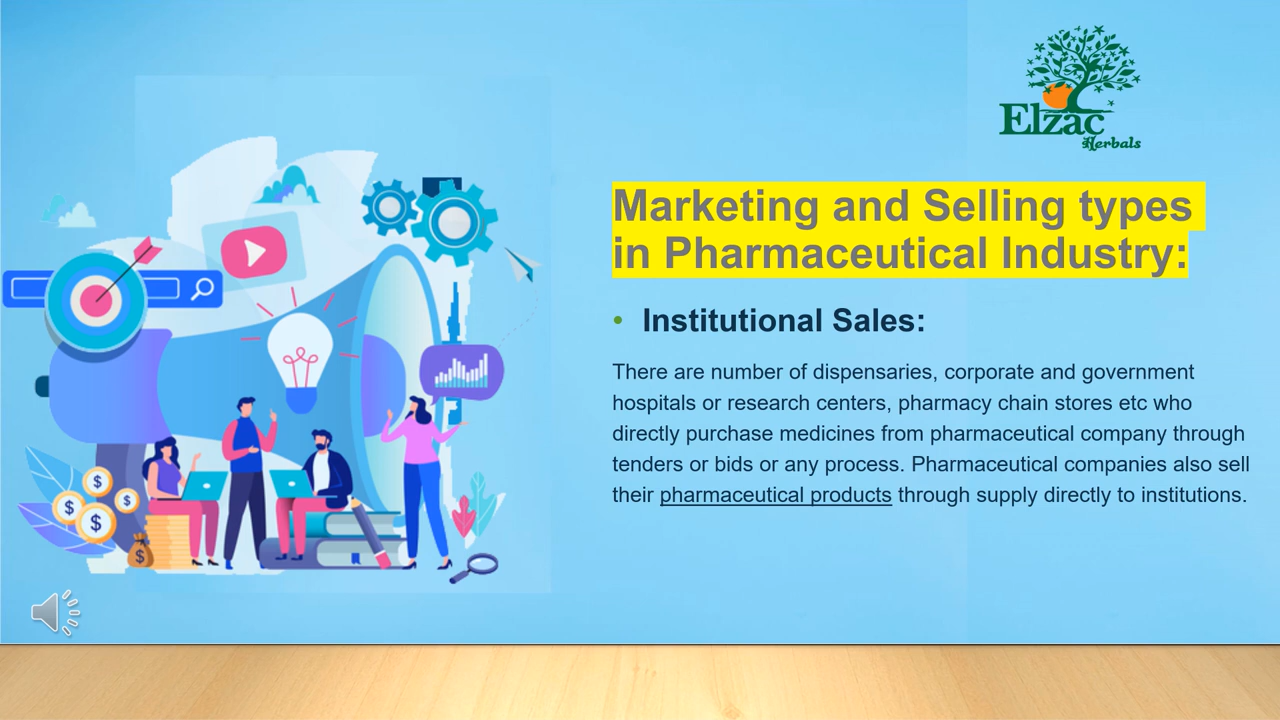 Elzac
Herbals
Marketing and Selling types
in Pharmaceutical Industry:
• Institutional Sales:
There are number of dispensaries, corporate and government
hospitals or research centers, pharmacy chain stores etc who
directly purchase medicines from pharmaceutical company through
tenders or bids or any process. Pharmaceutical companies also sell
their pharmaceutical products through supply directly to institutions.
$
$
$
$
$